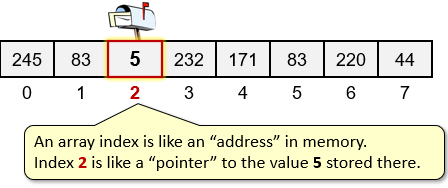 245 83 5 232 171 83 220 44
0 1 2 3 4 5 6 7
An array index is like an “address” in memory.
Index 2 is like a “pointer” to the value 5 stored there.